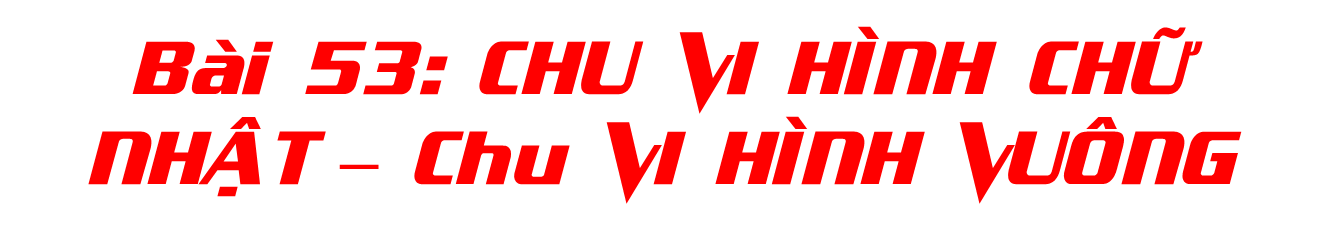 Bài 53: CHU VI HÌNH CHỮ
NHẬT – Chu VI HÌNH VUÔNG